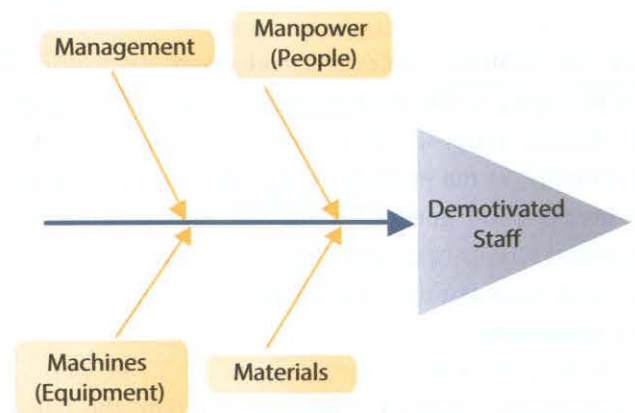 Management
Manpower
(People)
Demotivated
Staff
Machines
(Equipment)
Materials